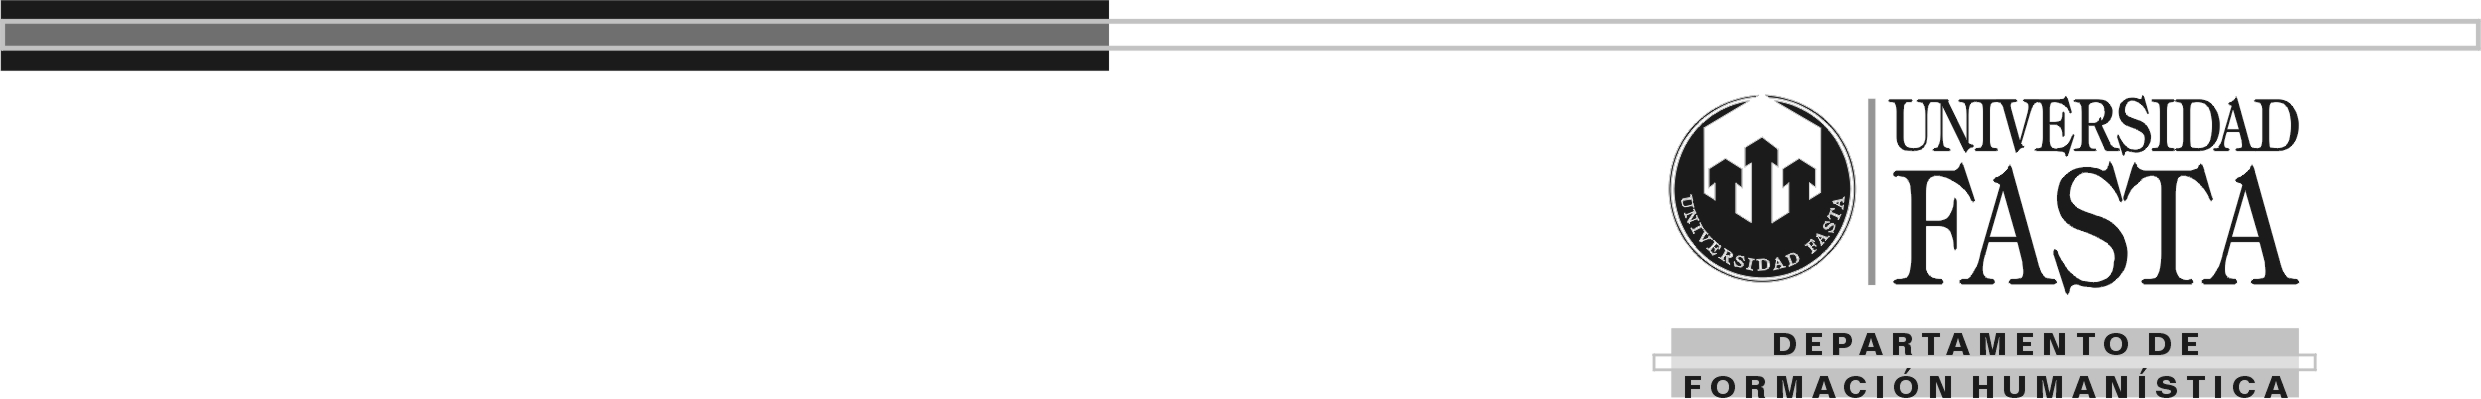 UNIVERSIDAD FASTA
UNIVERSIDAD
FASTA
DEPARTAMENTO DE
FORMACIÓN HUMANÍSTICA